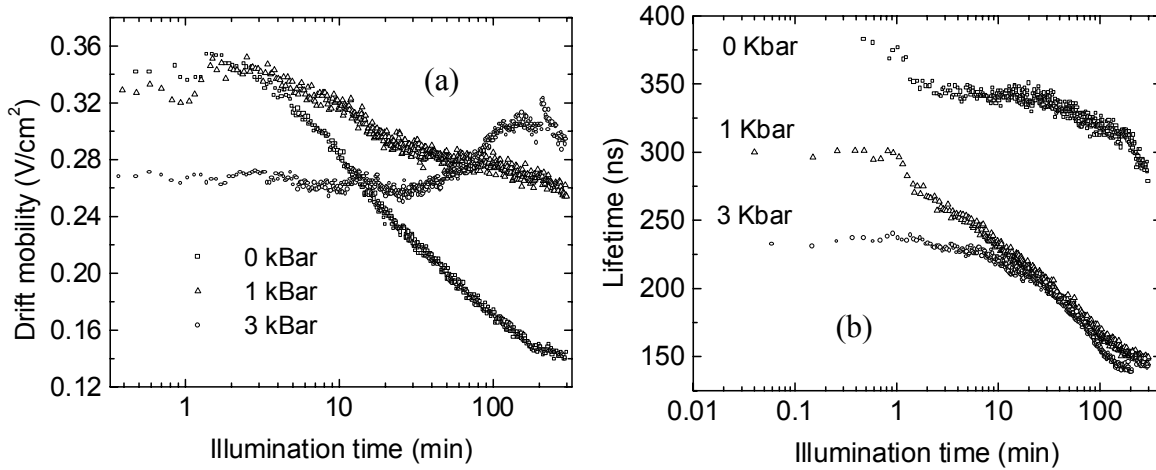 0.36
0.32
0.28
0.24
0.20
0.16
0.12
Drift mobility (V/cm²)
(a)
0 kBar
1 kBar
3 kBar
1
10
100
Illumination time (min)
400
350
300
250
200
150
Lifetime (ns)
0 Kbar
1 Kbar
3 Kbar
(b)
0.01
0.1
1
10
100
Illumination time (min)